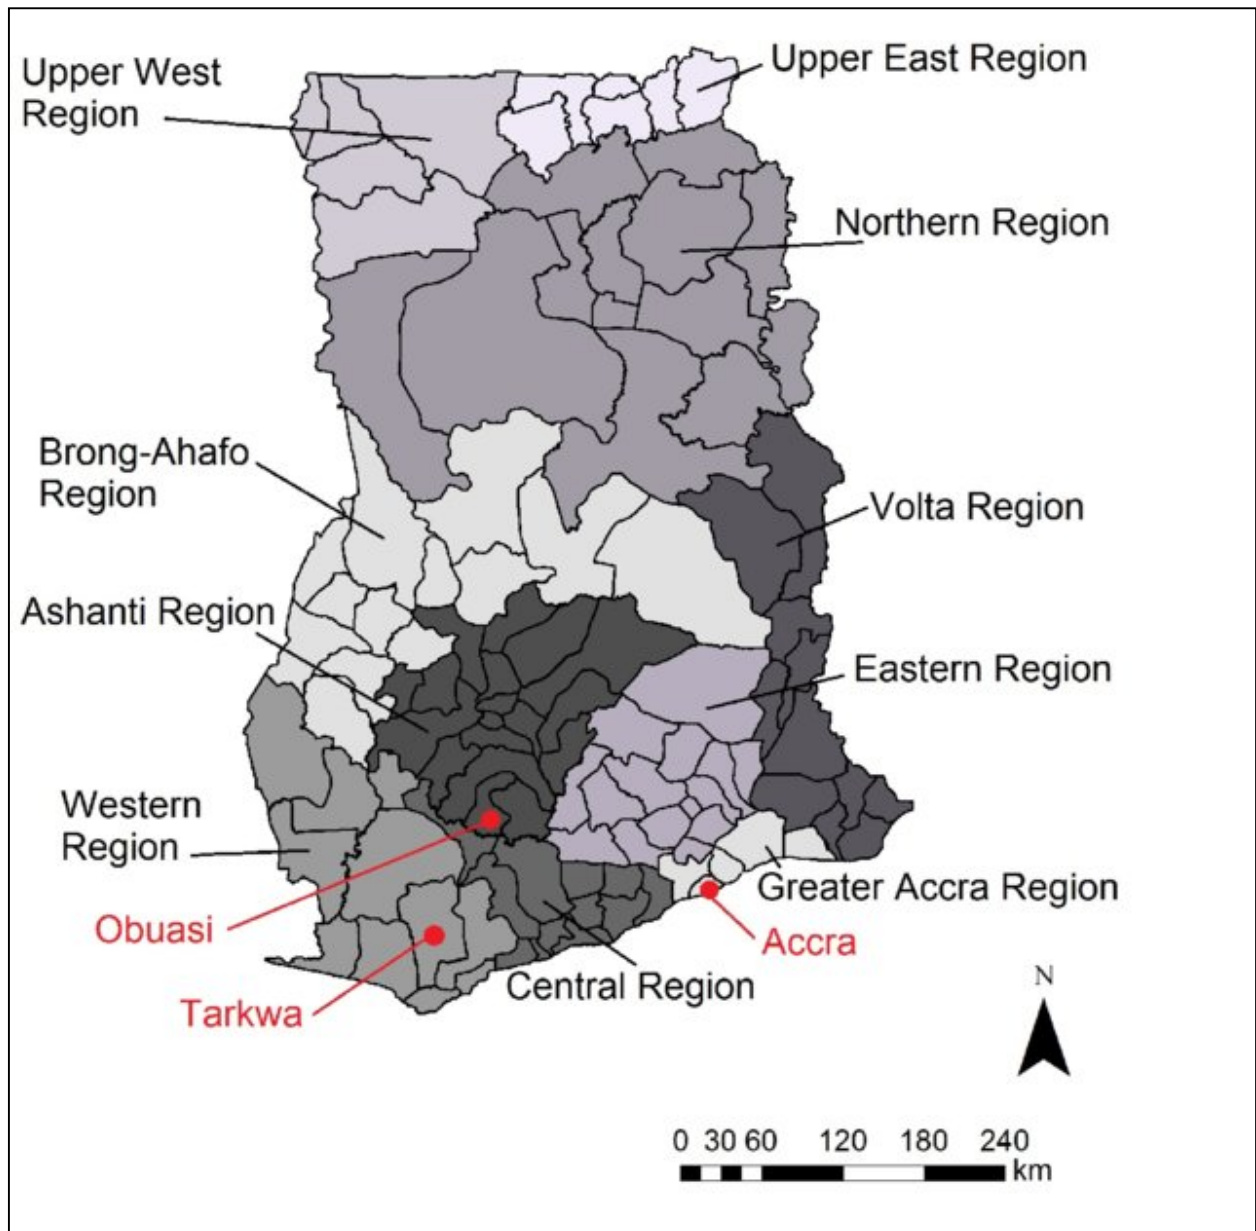 Upper West
Region
Upper East Region
Northern Region
Brong-Ahafo
Region
Volta Region
Ashanti Region
Eastern Region
Western
Region
Greater Accra Region
Obuasi
Accra
Central Region
Tarkwa
N
0 30 60 120 180 240
km